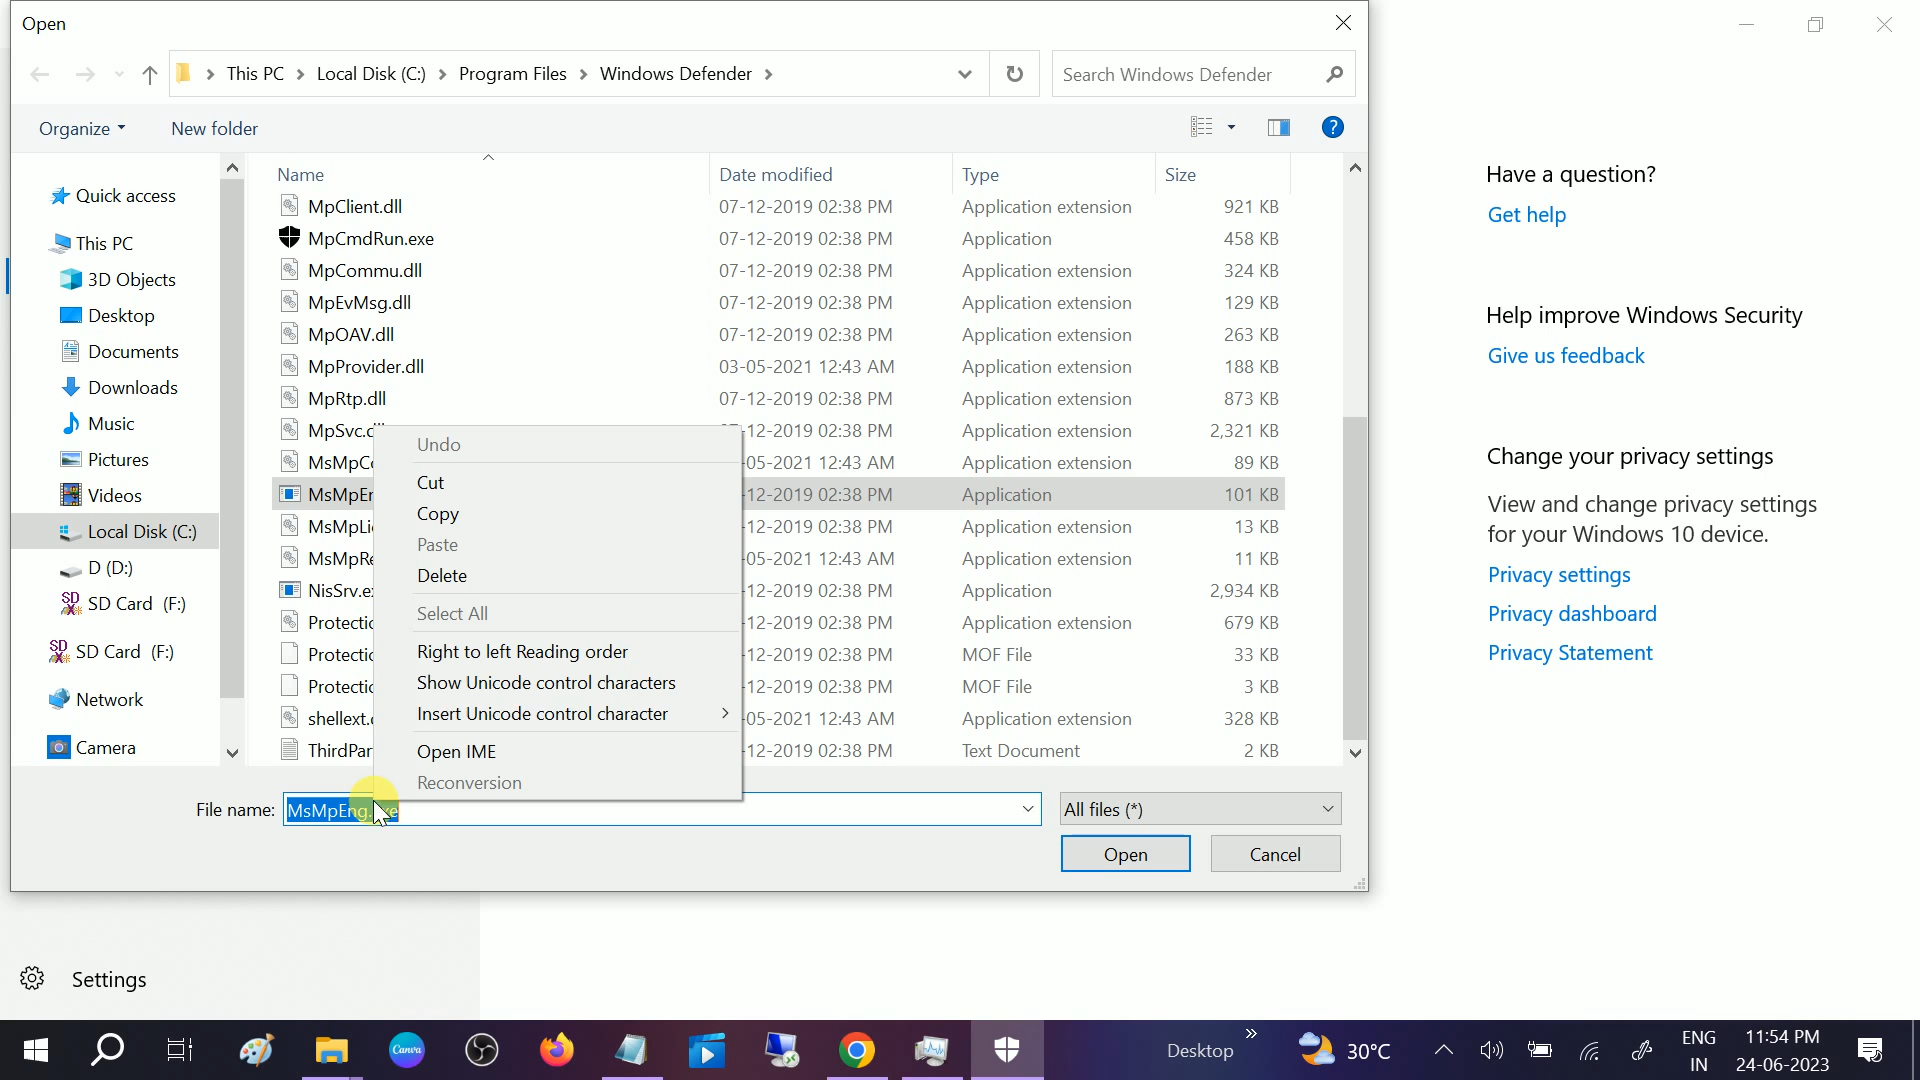 Open
This PC > Local Disk (C:) > Program Files > Windows Defender >
Search Windows Defender
Organize
New folder
Name Date modified Type Size
Quick access
This PC
3D Objects
Desktop
Documents
Downloads
Music
Pictures
Videos
Local Disk (C:)
D (D:)
SD Card (F:)
SD Card (F:)
Network
Camera
MpClient.dll 07-12-2019 02:38 PM Application extension 921 KB
MpCmdRun.exe 07-12-2019 02:38 PM Application 458 KB
MpCommu.dll 07-12-2019 02:38 PM Application extension 324 KB
MpEvMsg.dll 07-12-2019 02:38 PM Application extension 129 KB
MpOAV.dll 07-12-2019 02:38 PM Application extension 263 KB
MpProvider.dll 03-05-2021 12:43 AM Application extension 188 KB
MpRtp.dll 07-12-2019 02:38 PM Application extension 873 KB
MpSvc.d -12-2019 02:38 PM Application extension 2,321 KB
MsMpC -05-2021 12:43 AM Application extension 89 KB
MsMpEr -12-2019 02:38 PM Application 101 KB
MsMpLi -12-2019 02:38 PM Application extension 13 KB
MsMpRe -05-2021 12:43 AM Application extension 11 KB
NisSrv.e -12-2019 02:38 PM Application 2,934 KB
Protectic -12-2019 02:38 PM Application extension 679 KB
Protectic -12-2019 02:38 PM MOF File 33 KB
Protectic -12-2019 02:38 PM MOF File 3 KB
shellext. -05-2021 12:43 AM Application extension 328 KB
ThirdPar -12-2019 02:38 PM Text Document 2 KB
Undo
Cut
Copy
Paste
Delete
Select All
Right to left Reading order
Show Unicode control characters
Insert Unicode control character >
Open IME
Reconversion
File name: MsMpEng.exe
All files (*)
Open
Cancel
Have a question?
Get help
Help improve Windows Security
Give us feedback
Change your privacy settings
View and change privacy settings
for your Windows 10 device.
Privacy settings
Privacy dashboard
Privacy Statement
Settings
Canva
Desktop
30°C
ENG
IN
11:54 PM
24-06-2023